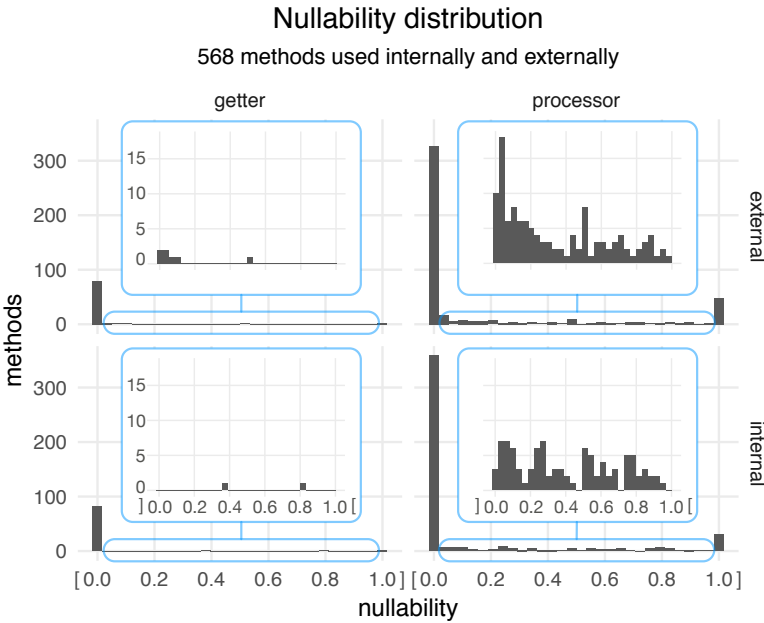 Nullability distribution
568 methods used internally and externally
getter
processor
15
10
5
0
300
200
100
0
external
15
10
5
0
] 0.0 0.2 0.4 0.6 0.8 1.0 [
] 0.0 0.2 0.4 0.6 0.8 1.0 [
300
200
100
0
internal
methods
[ 0.0 0.2 0.4 0.6 0.8 1.0 ]
[ 0.0 0.2 0.4 0.6 0.8 1.0 ]
nullability